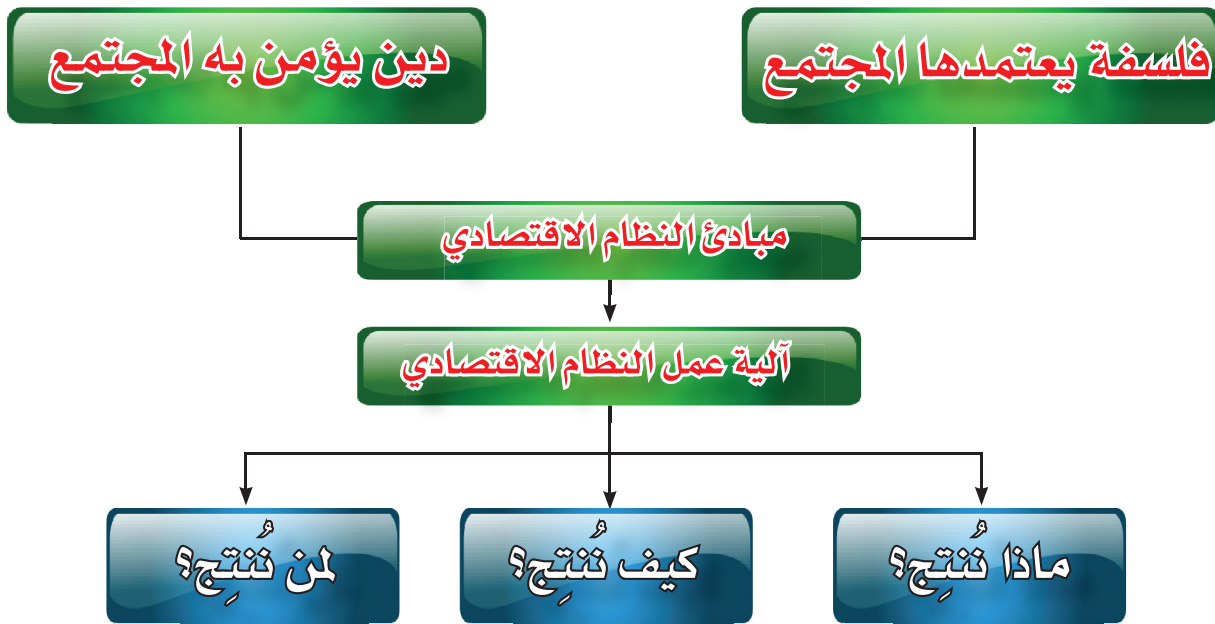 فلسفة يعتمدها المجتمع
دين يؤمن به المجتمع
مبادئ النظام الاقتصادي
آلية عمل النظام الاقتصادي
ماذا نُنتِج؟
كيف نُنتِج؟
لمن نُنتِج؟